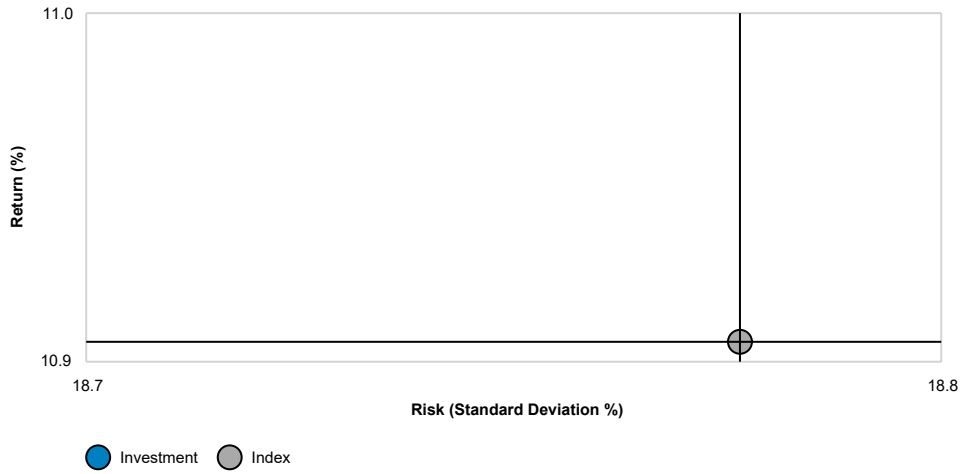 11.0
Return (%)
10.9
18.7
18.8
Risk (Standard Deviation %)
Investment
Index